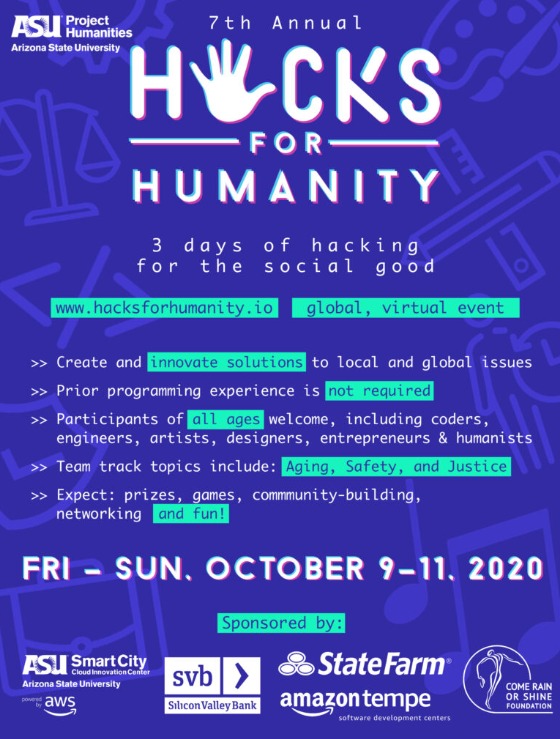 ASU Project
Humanities
Arizona State University
7th Annual
HACKS
FOR
HUMANITY
3 days of hacking
for the social good
www.hacksforhumanity.io global, virtual event
>> Create and innovate solutions to local and global issues
>> Prior programming experience is not required
>> Participants of all ages welcome, including coders,
engineers, artists, designers, entrepreneurs & humanists
>> Team track topics include: Aging, Safety, and Justice
>> Expect: prizes, games, commmunity-building,
networking and fun!
FRI – SUN. OCTOBER 9–11. 2020
Sponsored by:
ASU Smart City
Cloud Innovation Center
Arizona State University
powered by aws
svb
Silicon Valley Bank
State Farm®
amazon tempe
software development centers
COME RAIN
OR SHINE
FOUNDATION